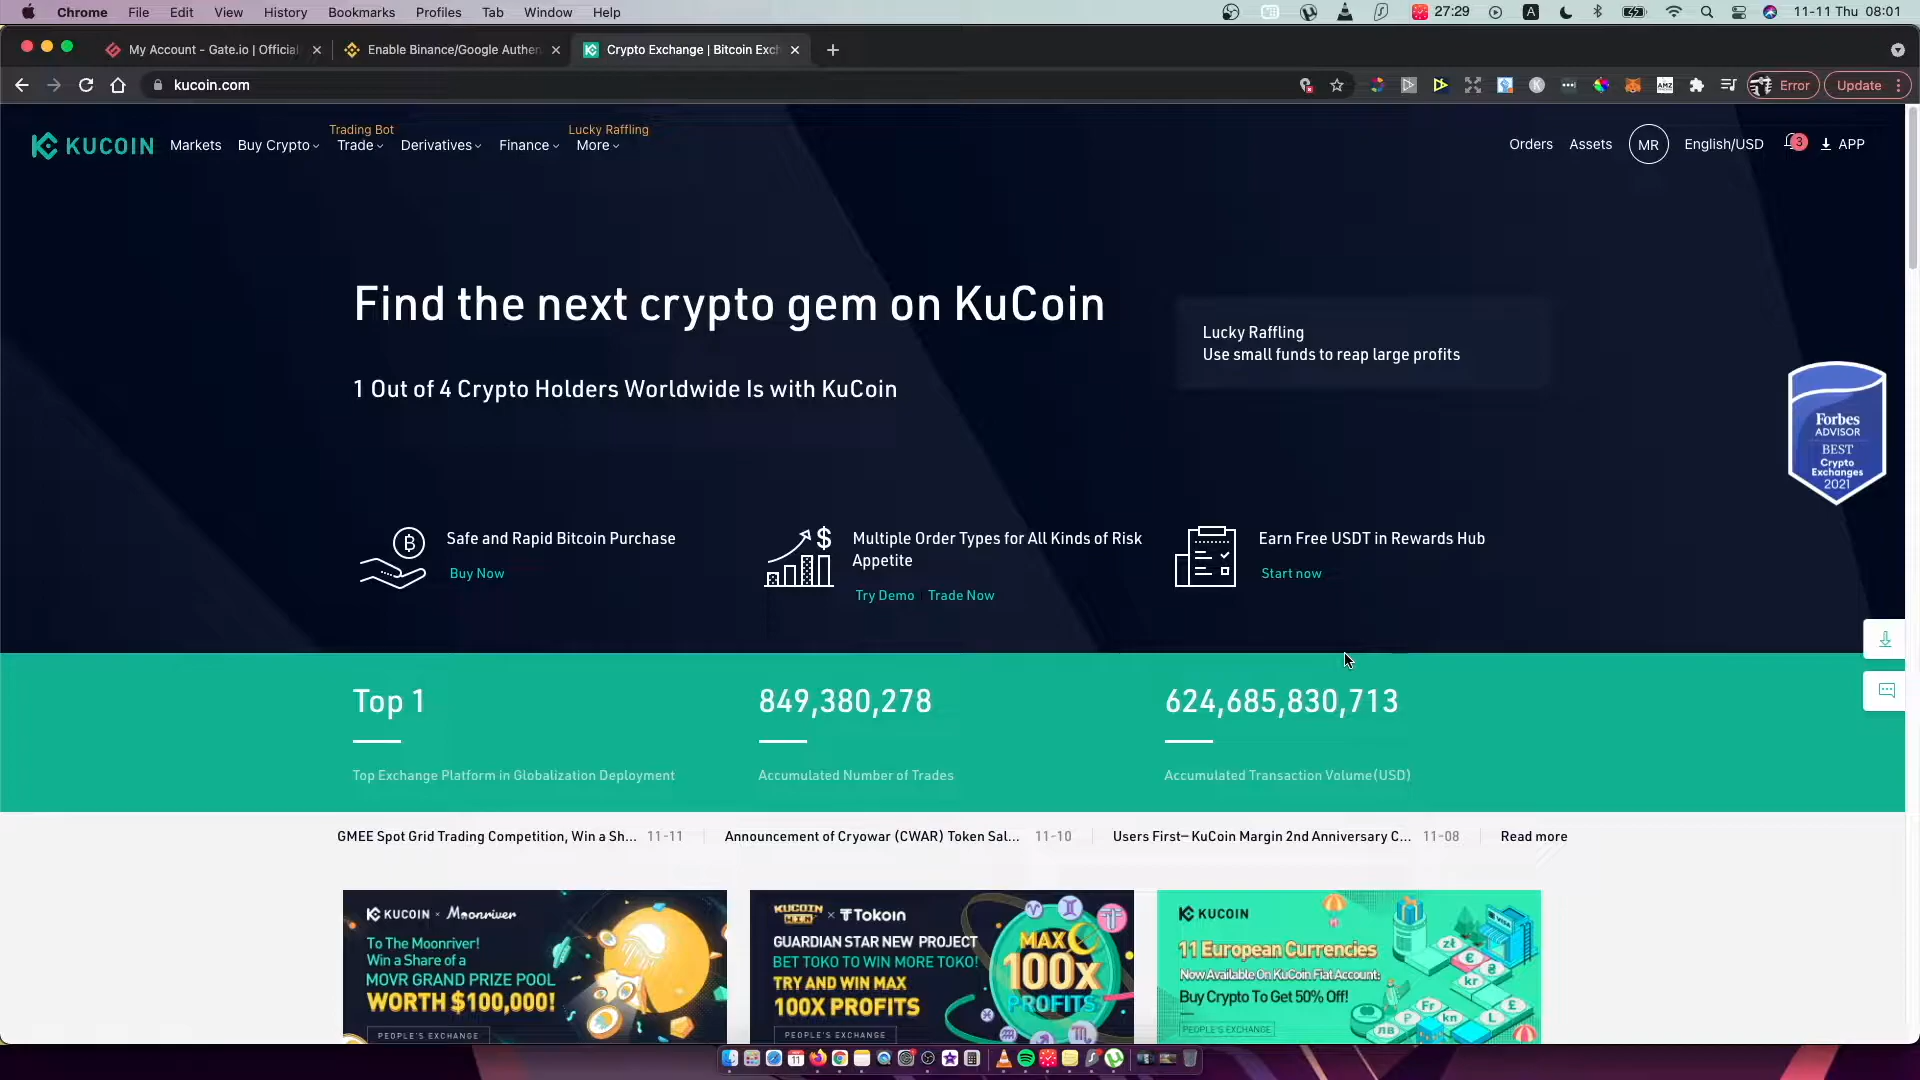 Chrome File Edit View History Bookmarks Profiles Tab Window Help 27:29 A 11-11 Thu 08:01
My Account - Gate.io | Official Enable Binance/Google Authen Crypto Exchange | Bitcoin Exc
kucoin.com Error Update
Trading Bot Lucky Raffling
KUCOIN Markets Buy Crypto Trade Derivatives Finance More Orders Assets MR English/USD 3 APP
Find the next crypto gem on KuCoin
Lucky Raffling
Use small funds to reap large profits
1 Out of 4 Crypto Holders Worldwide Is with KuCoin
Forbes
ADVISOR
BEST
Crypto
Exchanges
2021
Safe and Rapid Bitcoin Purchase
Buy Now
Multiple Order Types for All Kinds of Risk
Appetite
Try Demo Trade Now
Earn Free USDT in Rewards Hub
Start now
Top 1
Top Exchange Platform in Globalization Deployment
849,380,278
Accumulated Number of Trades
624,685,830,713
Accumulated Transaction Volume(USD)
GMEE Spot Grid Trading Competition, Win a Sh... 11-11 Announcement of Cryowar (CWAR) Token Sal... 11-10 Users First— KuCoin Margin 2nd Anniversary C... 11-08 Read more
KUCOIN × Moonriver
To The Moonriver!
Win a Share of a
MOVR GRAND PRIZE POOL
WORTH $100,000!
PEOPLE'S EXCHANGE
KUCOIN WIN × Tokoin
GUARDIAN STAR NEW PROJECT
BET TOKO TO WIN MORE TOKO!
TRY AND WIN MAX
100X PROFITS
PEOPLE'S EXCHANGE
MAX
100X
PROFITS
KUCOIN
11 European Currencies
Now Available On KuCoin Fiat Account:
Buy Crypto To Get 50% Off!
PEOPLE'S EXCHANGE